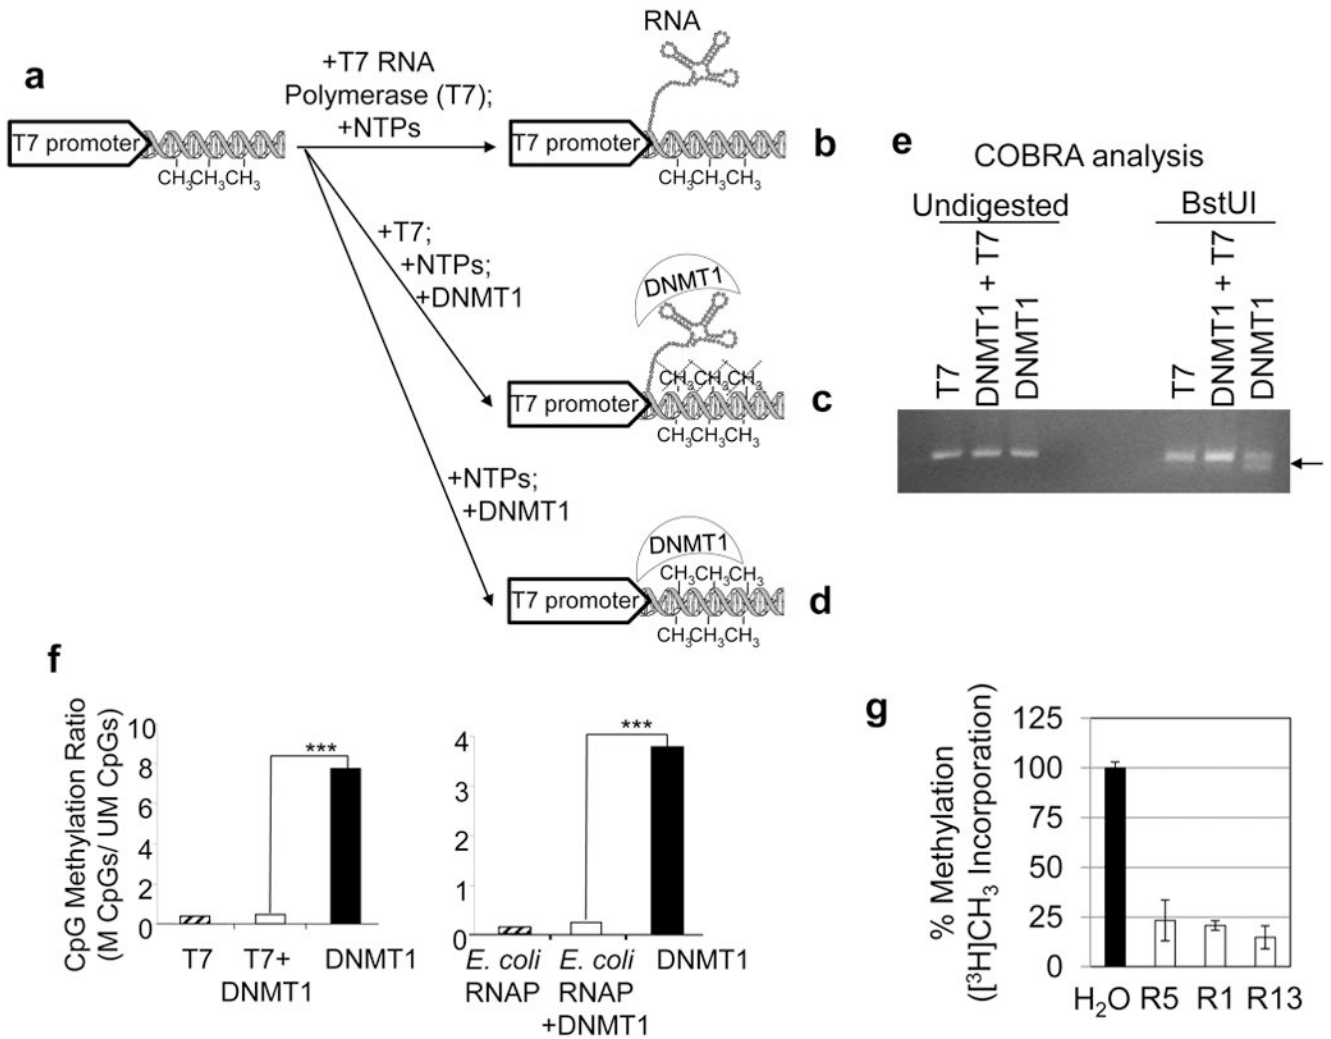 a
+T7 RNA
Polymerase (T7);
+NTPs
T7 promoter
CH₃CH₃CH₃
RNA
T7 promoter
CH₃CH₃CH₃
b
+T7;
+NTPs;
+DNMT1
DNMT1
CH₃CH₃CH₃
T7 promoter
CH₃CH₃CH₃
c
+NTPs;
+DNMT1
DNMT1
CH₃CH₃CH₃
T7 promoter
CH₃CH₃CH₃
d
e
COBRA analysis
Undigested
BstUI
T7
DNMT1 + T7
DNMT1
T7
DNMT1 + T7
DNMT1
f
CpG Methylation Ratio
(M CpGs/ UM CpGs)
10
8
6
4
2
0
***
T7
T7+
DNMT1
DNMT1
4
3
2
1
0
***
E. coli
RNAP
E. coli
RNAP
+DNMT1
DNMT1
g
% Methylation
([³H]CH₃ Incorporation)
125
100
75
50
25
0
H₂O R5 R1 R13